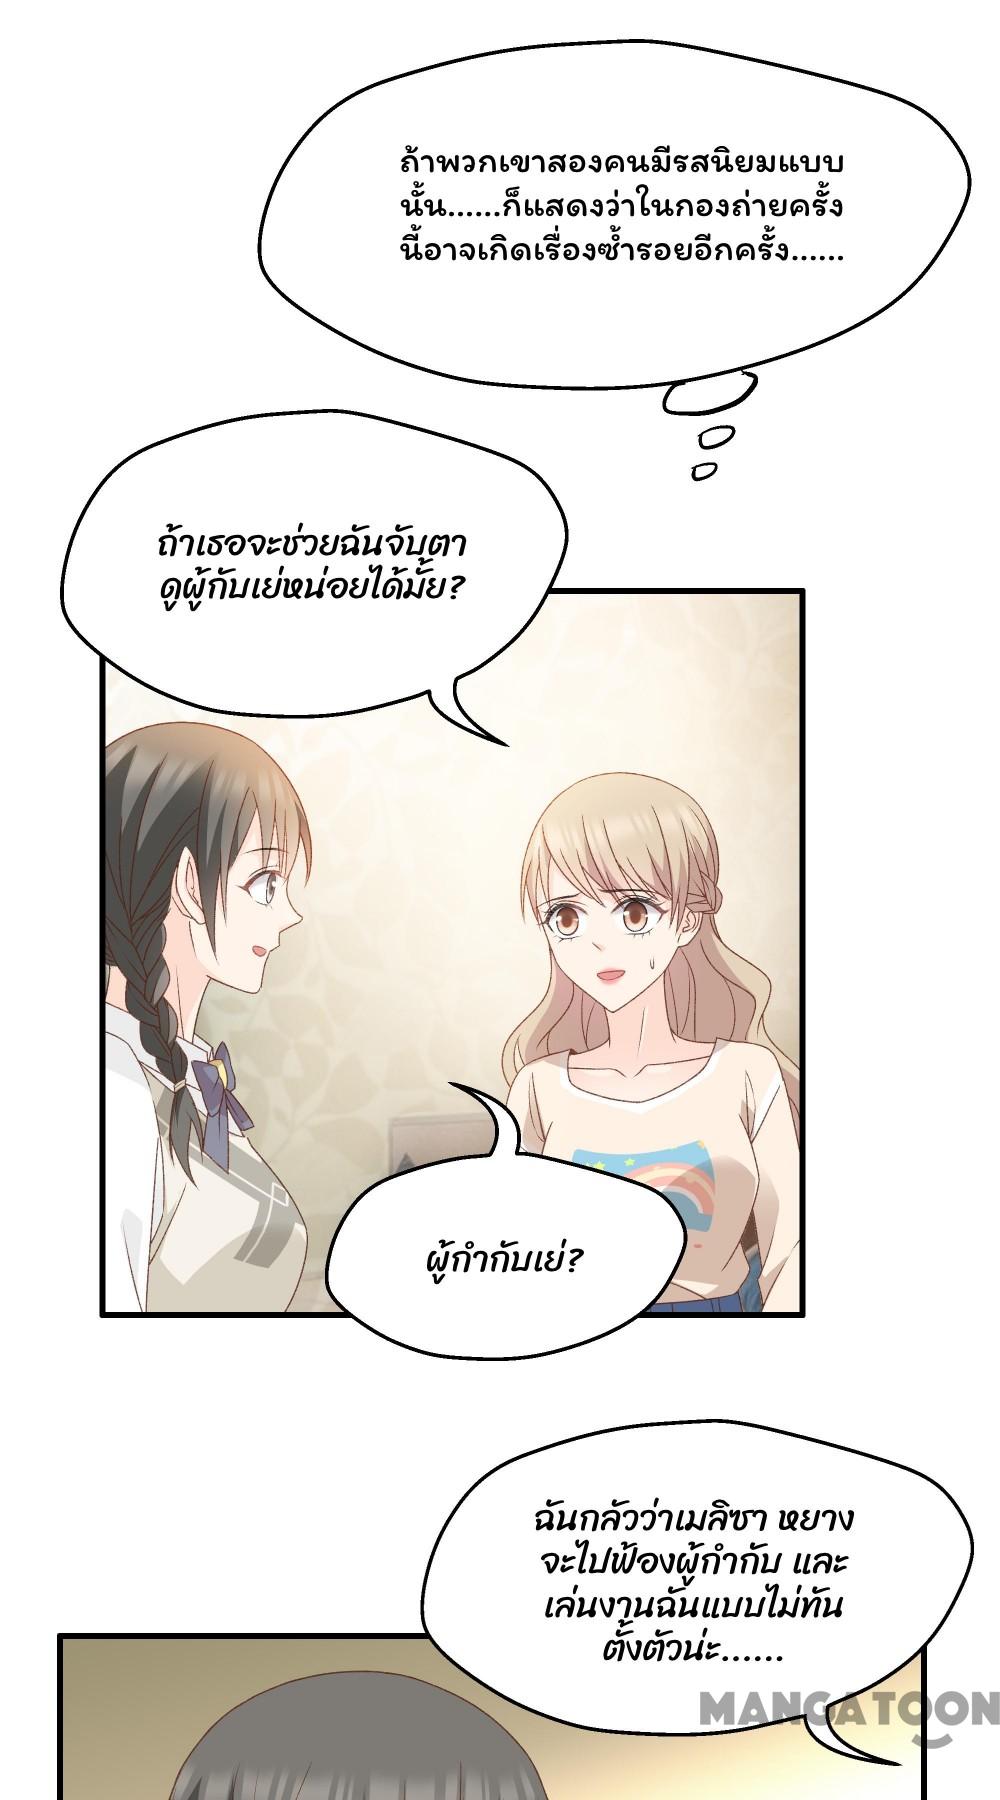 ถ้าพวกเขาสองคนมีรสนิยมแบบ
นั้น......ก็แสดงว่าในกองถ่ายครั้ง
นี้อาจเกิดเรื่องซ้ำรอยอีกครั้ง......
ถ้าเธอจะช่วยฉันจับตา
ดูผู้กับเย่หน่อยได้มั้ย?
ผู้กำกับเย่?
ฉันกลัวว่าเมลิซา หยาง
จะไปฟ้องผู้กำกับ และ
เล่นงานฉันแบบไม่ทัน
ตั้งตัวน่ะ......
MANGATOON